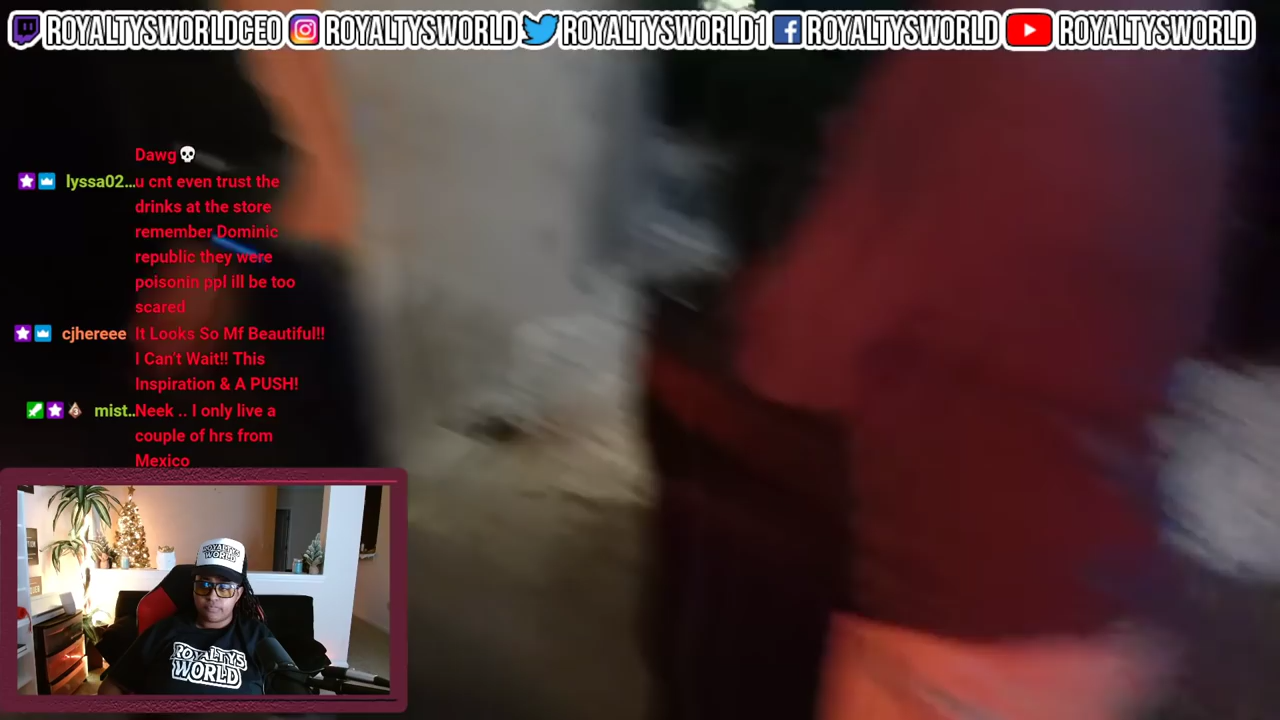 ROYALTYSWORLDCEO ROYALTYSWORLD ROYALTYSWORLD1 ROYALTYSWORLD ROYALTYSWORLD
Dawg💀
lyssa02… u cnt even trust the
drinks at the store
remember Dominic
republic they were
poisonin ppl ill be too
scared
cjhereee It Looks So Mf Beautiful!!
I Can't Wait!! This
Inspiration & A PUSH!
mist… Neek .. I only live a
couple of hrs from
Mexico
ROYALTYS
WORLD
ROYALTYS
WORLD